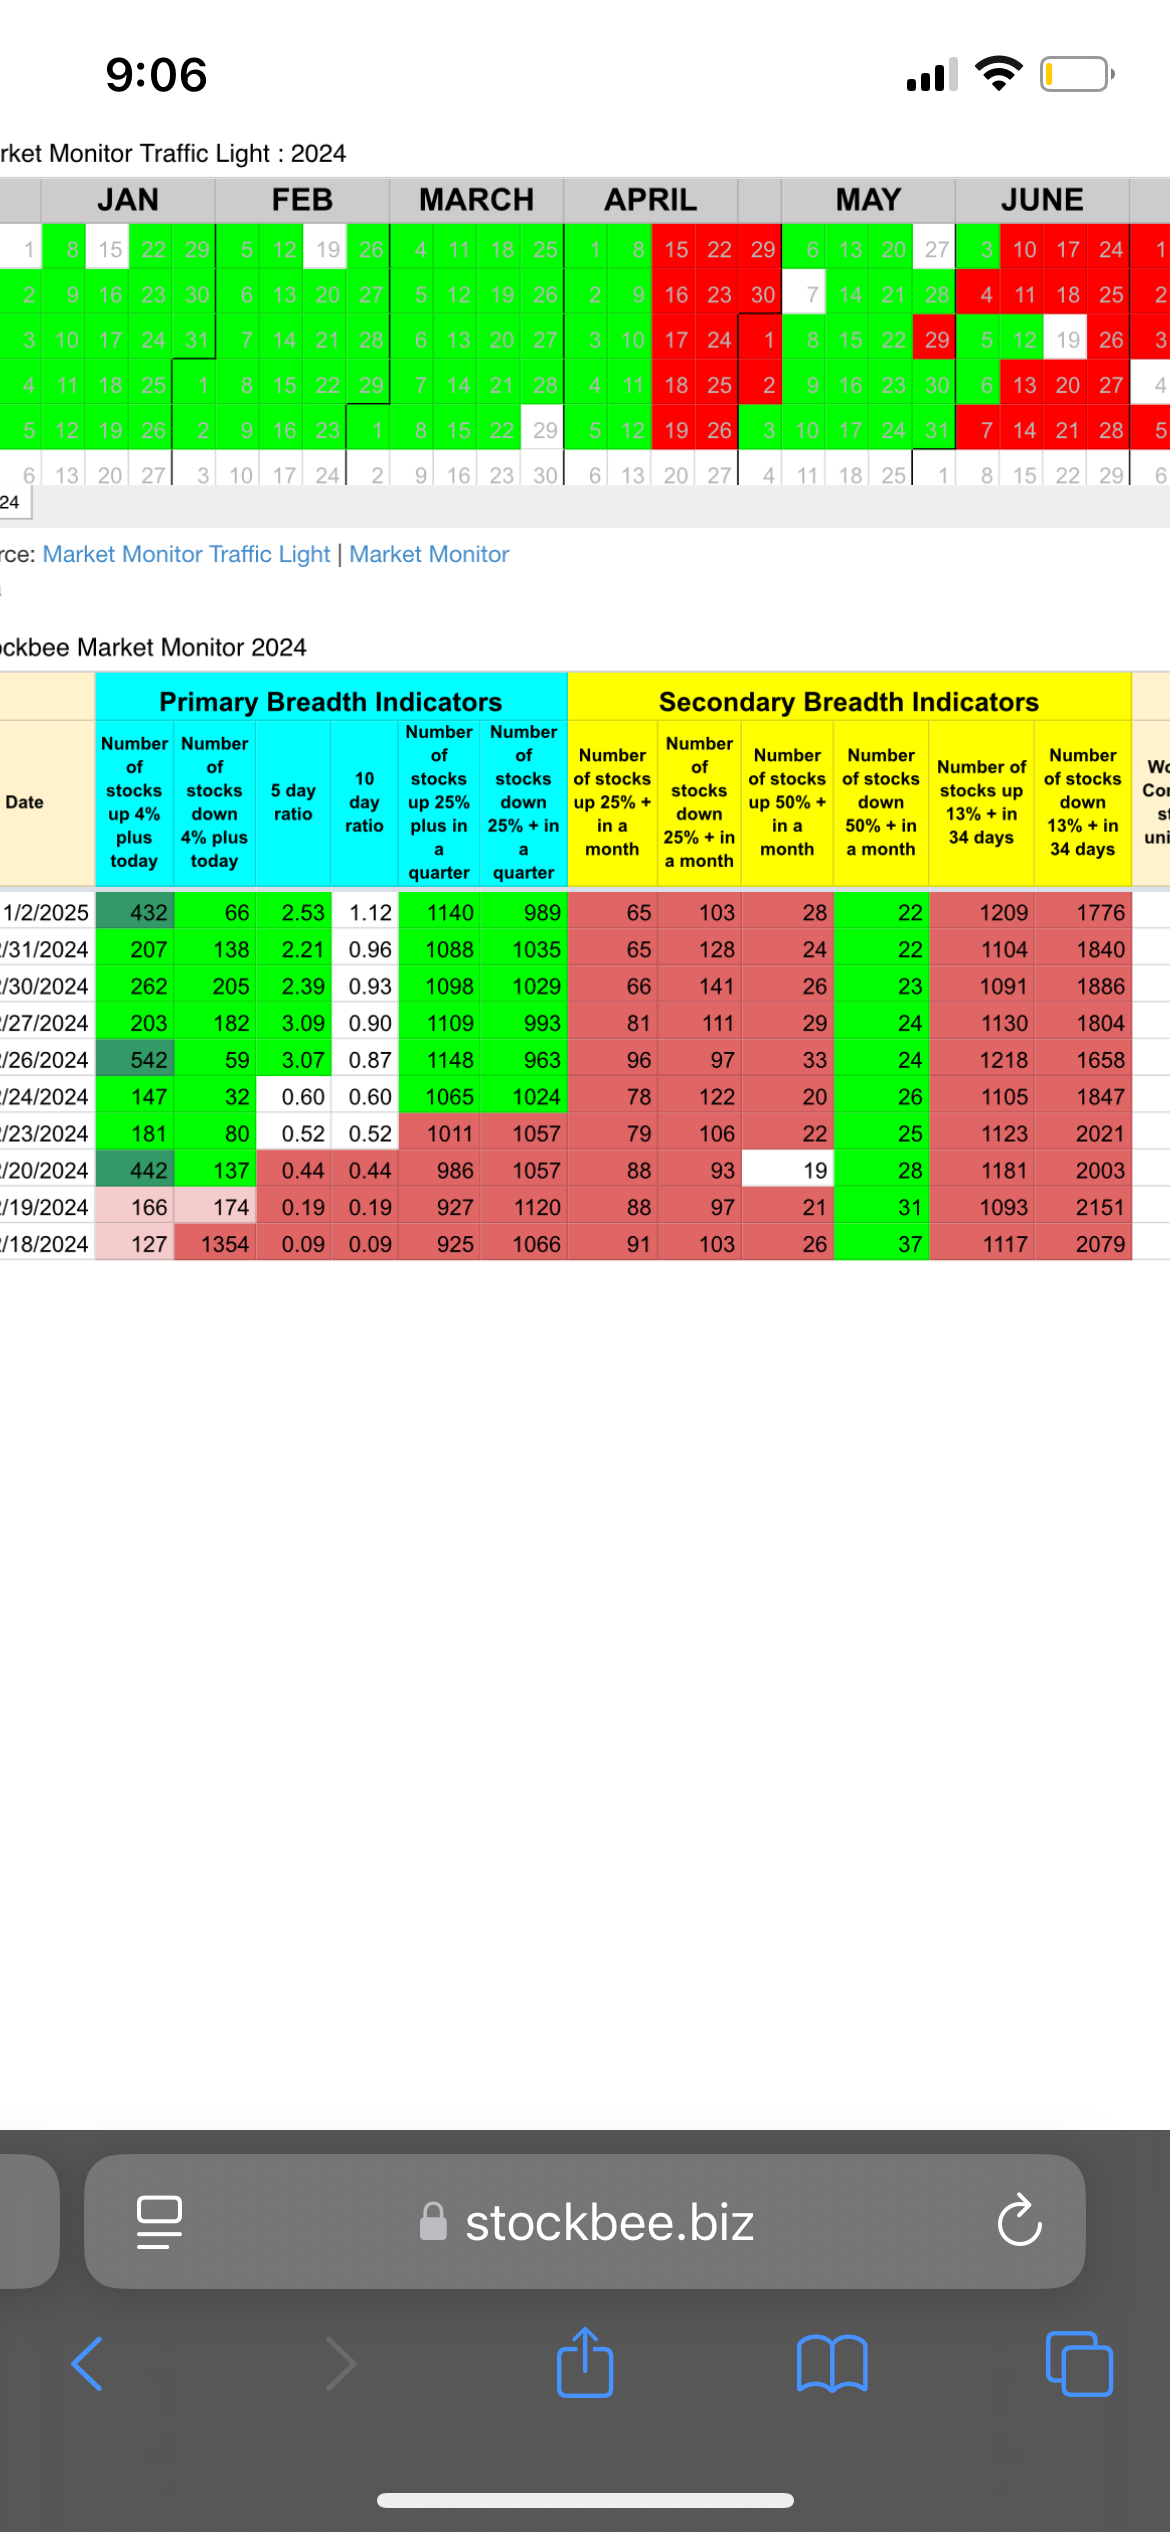 9:06
rket Monitor Traffic Light : 2024
JAN FEB MARCH APRIL MAY JUNE
1 8 15 22 29 5 12 19 26 4 11 18 25 1 8 15 22 29 6 13 20 27 3 10 17 24 1
2 9 16 23 30 6 13 20 27 5 12 19 26 2 9 16 23 30 7 14 21 28 4 11 18 25 2
3 10 17 24 31 7 14 21 28 6 13 20 27 3 10 17 24 1 8 15 22 29 5 12 19 26 3
4 11 18 25 1 8 15 22 29 7 14 21 28 4 11 18 25 2 9 16 23 30 6 13 20 27 4
5 12 19 26 2 9 16 23 1 8 15 22 29 5 12 19 26 3 10 17 24 31 7 14 21 28 5
6 13 20 27 3 10 17 24 2 9 16 23 30 6 13 20 27 4 11 18 25 1 8 15 22 29 6
24
rce: Market Monitor Traffic Light | Market Monitor
ockbee Market Monitor 2024
Primary Breadth Indicators Secondary Breadth Indicators
Date
Number
of
stocks
up 4%
plus
today
Number
of
stocks
down
4% plus
today
5 day
ratio
10
day
ratio
Number
of
stocks
up 25%
plus in
a
quarter
Number
of
stocks
down
25% + in
a
quarter
Number
of stocks
up 25% +
in a
month
Number
of
stocks
down
25% + in
a month
Number
of stocks
up 50% +
in a
month
Number
of stocks
down
50% + in
a month
Number of
stocks up
13% + in
34 days
Number
of stocks
down
13% + in
34 days
Wo
Cor
st
uni
1/2/2025 432 66 2.53 1.12 1140 989 65 103 28 22 1209 1776
/31/2024 207 138 2.21 0.96 1088 1035 65 128 24 22 1104 1840
/30/2024 262 205 2.39 0.93 1098 1029 66 141 26 23 1091 1886
/27/2024 203 182 3.09 0.90 1109 993 81 111 29 24 1130 1804
/26/2024 542 59 3.07 0.87 1148 963 96 97 33 24 1218 1658
/24/2024 147 32 0.60 0.60 1065 1024 78 122 20 26 1105 1847
/23/2024 181 80 0.52 0.52 1011 1057 79 106 22 25 1123 2021
/20/2024 442 137 0.44 0.44 986 1057 88 93 19 28 1181 2003
/19/2024 166 174 0.19 0.19 927 1120 88 97 21 31 1093 2151
/18/2024 127 1354 0.09 0.09 925 1066 91 103 26 37 1117 2079
stockbee.biz